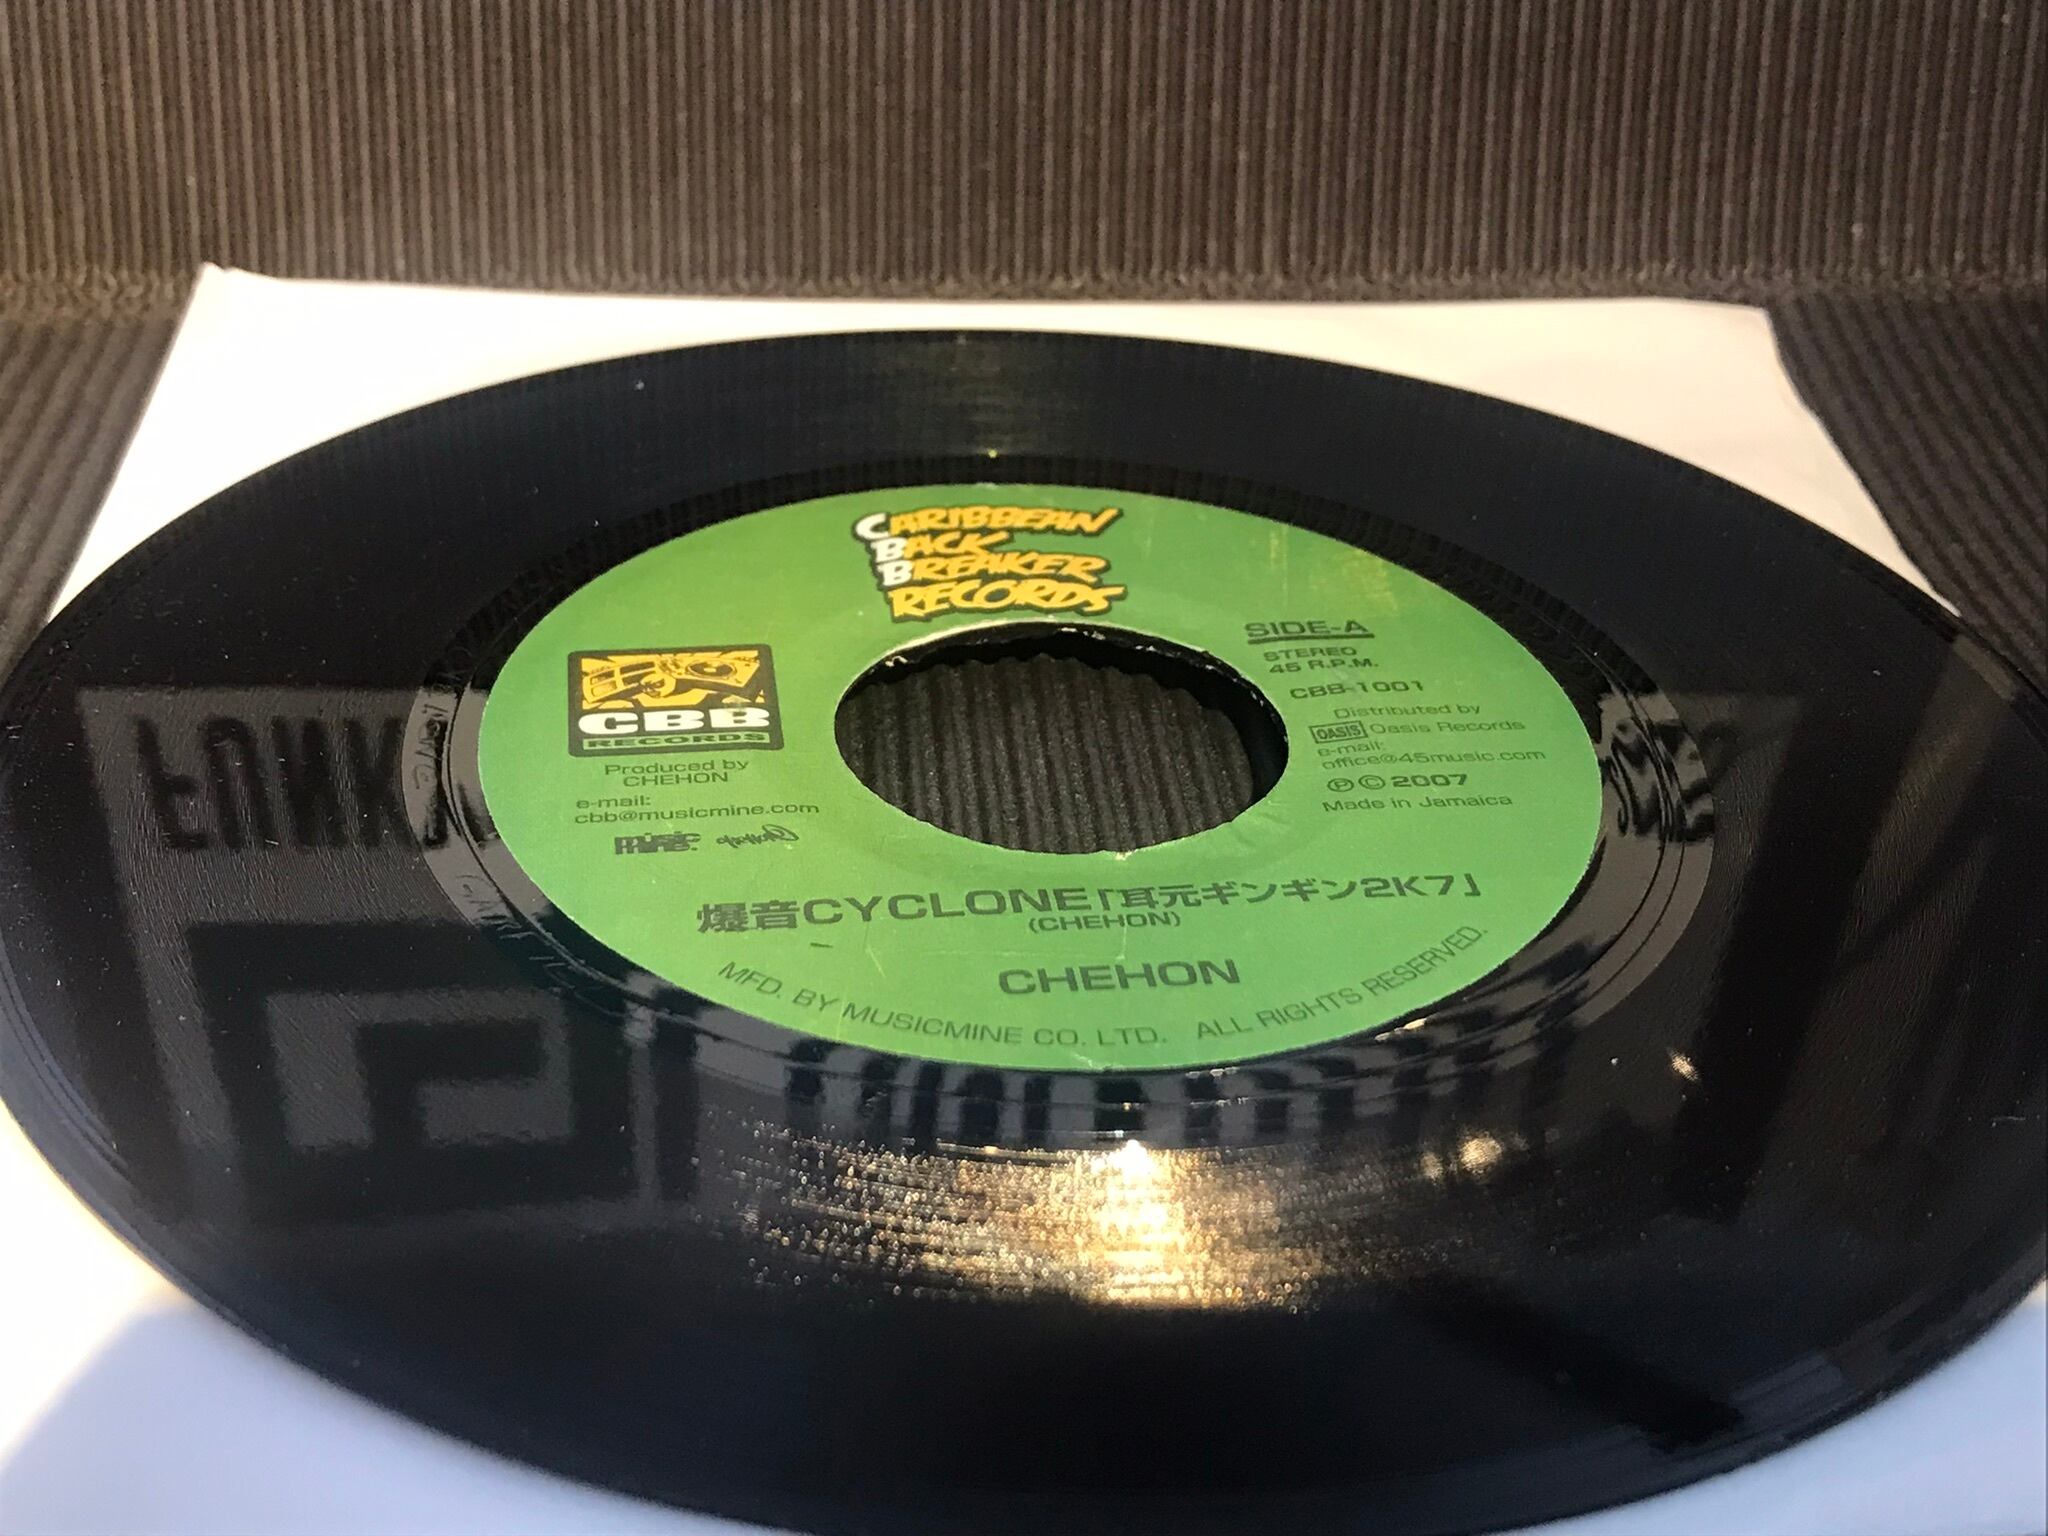 CARIBBEAN
BACK
BREAKER
RECORDS
CBB
RECORDS
Produced by
CHEHON
e-mail:
cbb@musicmine.com
music
mine.
SIDE-A
STEREO
45 R.P.M.
CBB-1001
Distributed by
OASIS Oasis Records
e-mail:
office@45music.com
Ⓟ © 2007
Made in Jamaica
爆音CYCLONE「耳元ギンギン2K7」
(CHEHON)
CHEHON
MFD. BY MUSICMINE CO. LTD. ALL RIGHTS RESERVED.